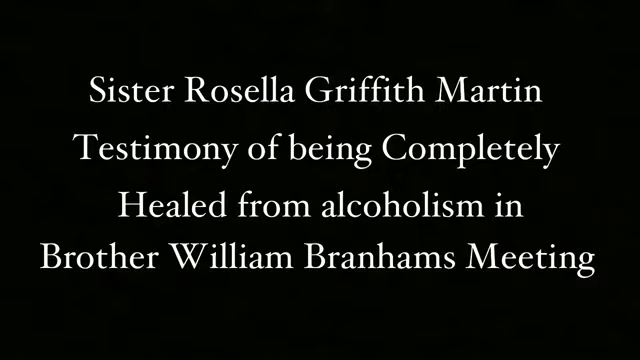 Sister Rosella Griffith Martin
Testimony of being Completely
Healed from alcoholism in
Brother William Branhams Meeting